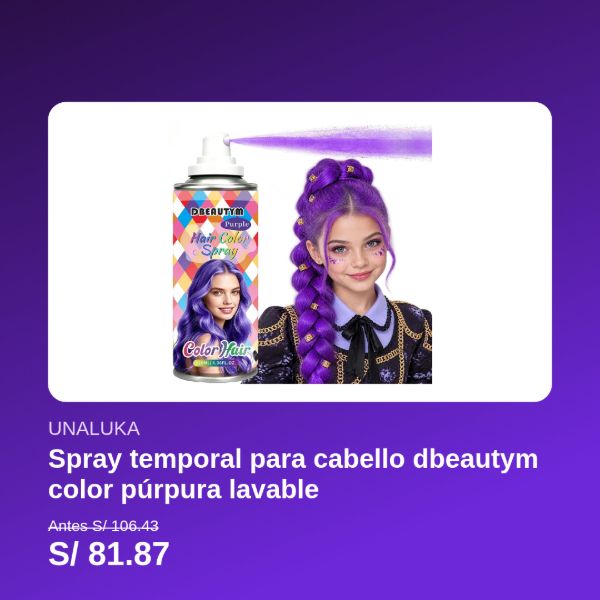 DBEAUTYM
Purple
Hair Color
Spray
Color Hair
UNALUKA
Spray temporal para cabello dbeautym
color púrpura lavable
Antes S/ 106.43
S/ 81.87